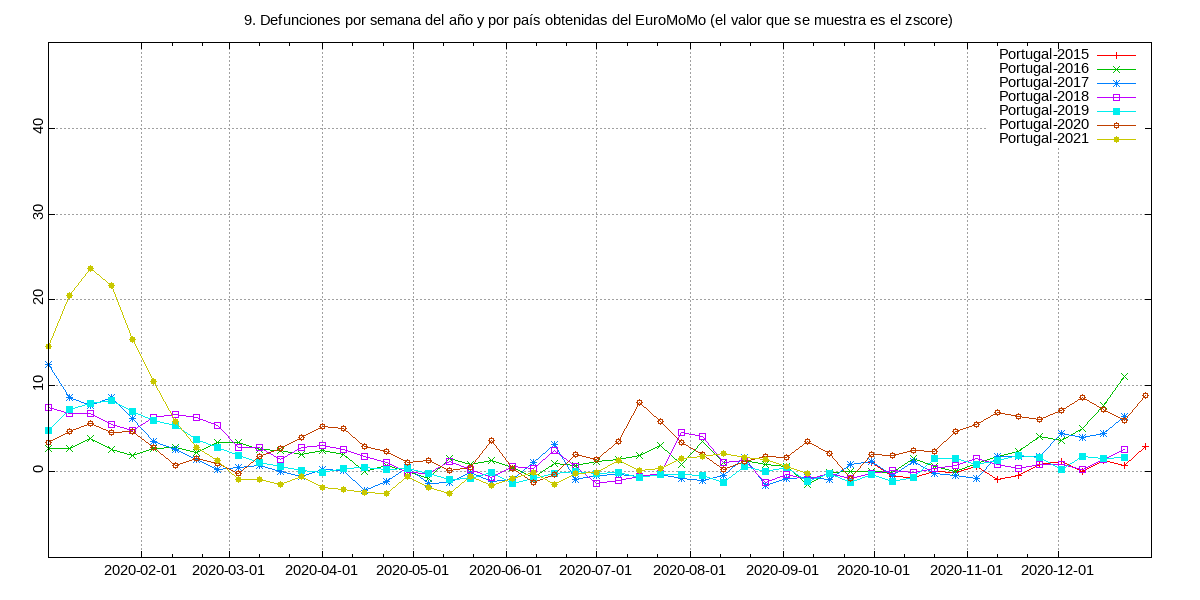 9. Defunciones por semana del año y por país obtenidas del EuroMoMo (el valor que se muestra es el zscore)
Portugal-2015
Portugal-2016
Portugal-2017
Portugal-2018
Portugal-2019
Portugal-2020
Portugal-2021
40
30
20
10
0
2020-02-01 2020-03-01 2020-04-01 2020-05-01 2020-06-01 2020-07-01 2020-08-01 2020-09-01 2020-10-01 2020-11-01 2020-12-01